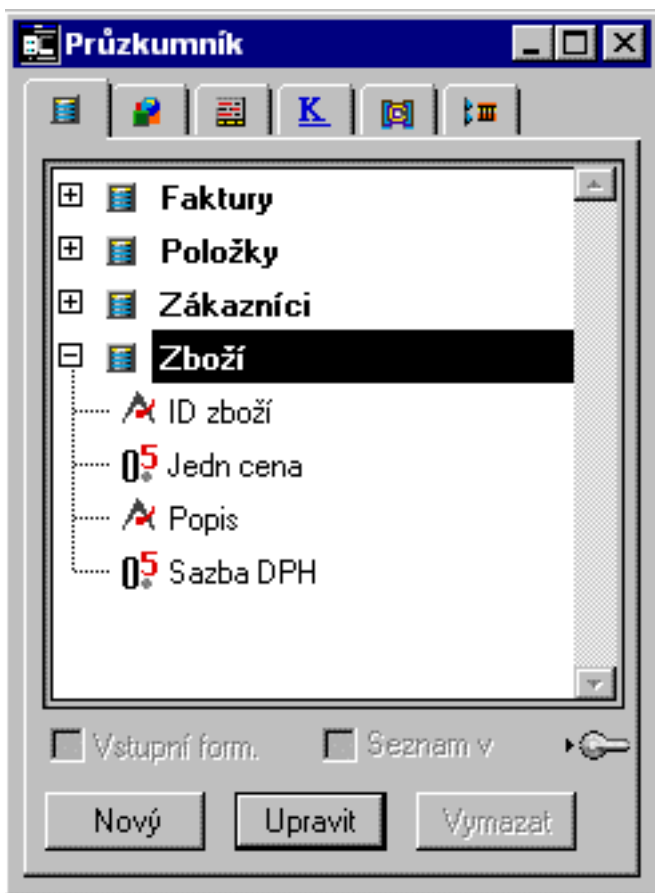 Průzkumník
K
Faktury
Položky
Zákazníci
Zboží
ID zboží
Jedn cena
Popis
Sazba DPH
Vstupní form.
Seznam v
Nový
Upravit
Vymazat